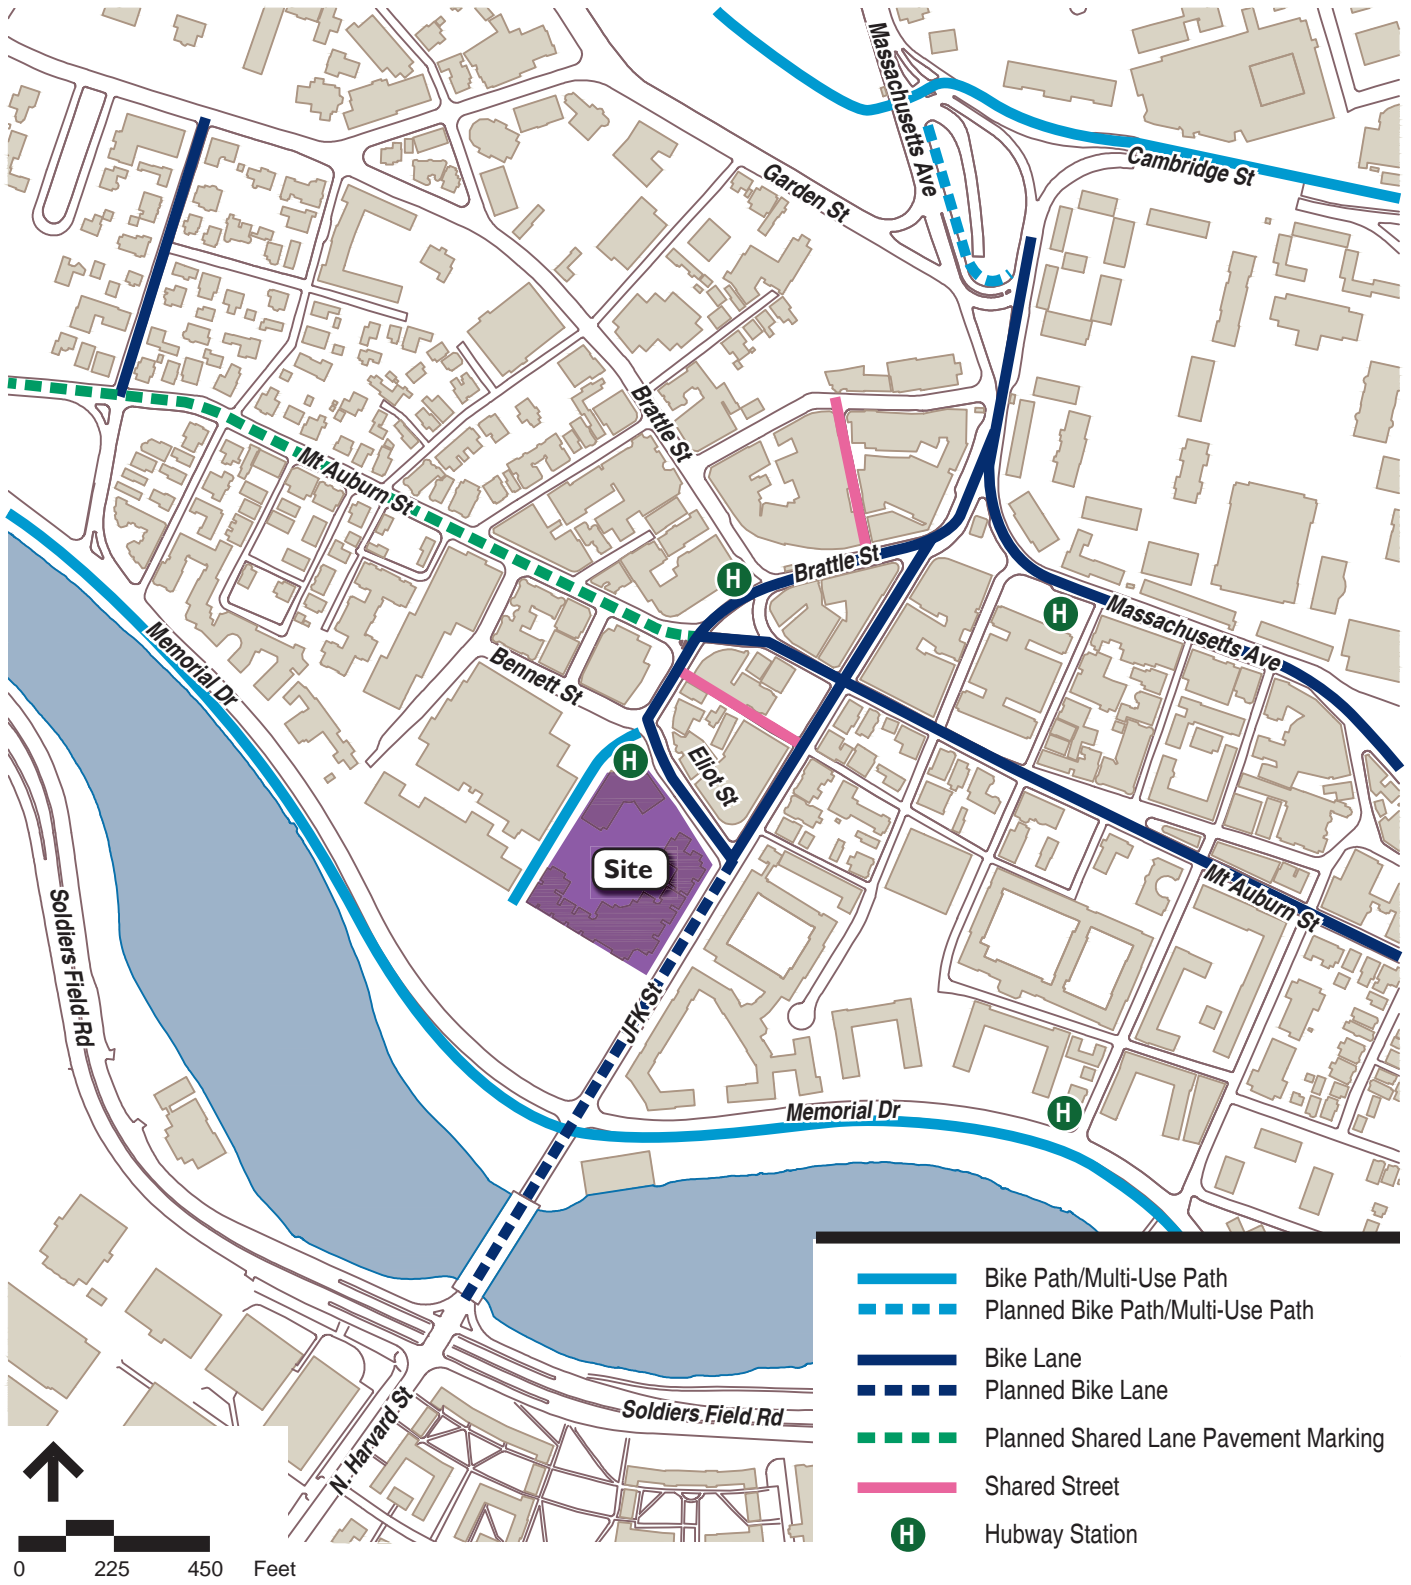 Massachusetts Ave
Cambridge St
Garden St
Brattle St
Mt Auburn St
Brattle St
H
H
Massachusetts Ave
Memorial Dr
Bennett St
H
Eliot St
Site
Mt Auburn St
Soldiers Field Rd
JFK St
Memorial Dr
H
Bike Path/Multi-Use Path
Planned Bike Path/Multi-Use Path
Bike Lane
Planned Bike Lane
Planned Shared Lane Pavement Marking
Shared Street
H Hubway Station
Soldiers Field Rd
N. Harvard St
0 225 450 Feet